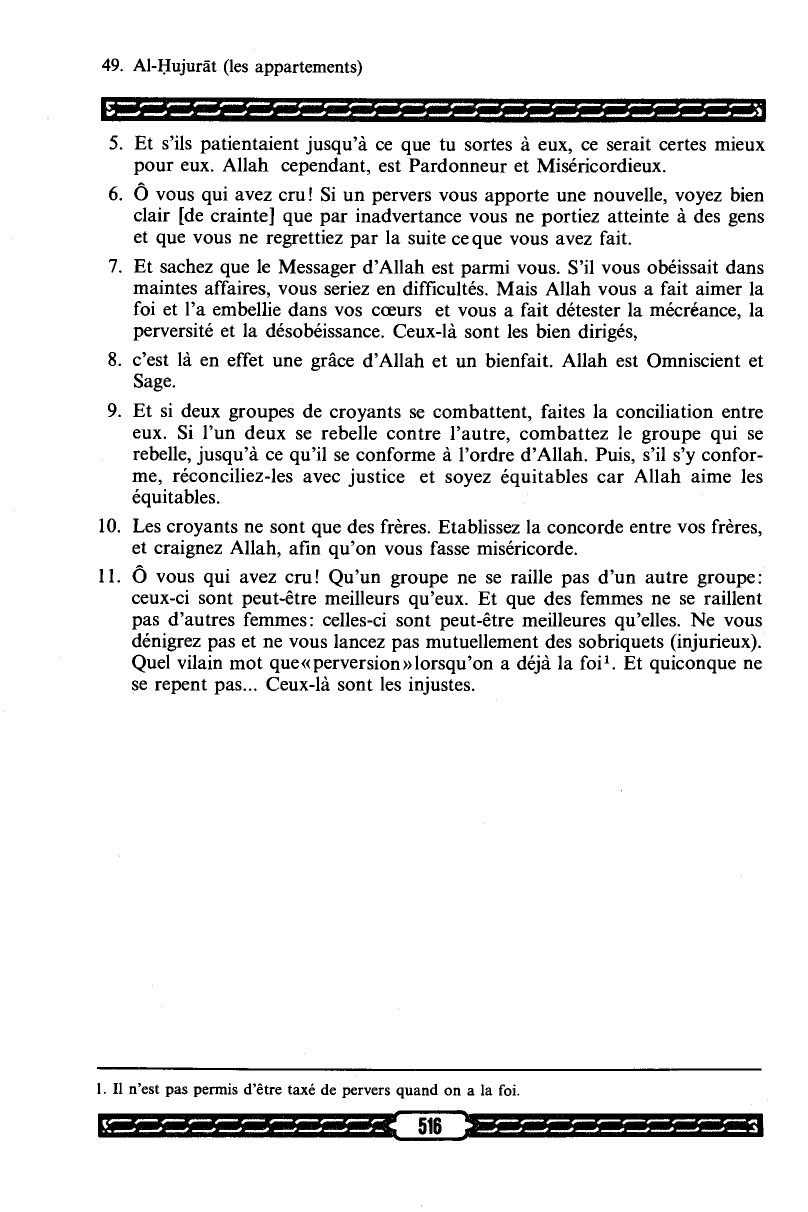 49. Al-Ḥujurāt (les appartements)
5. Et s’ils patientaient jusqu’à ce que tu sortes à eux, ce serait certes mieux
pour eux. Allah cependant, est Pardonneur et Miséricordieux.
6. Ô vous qui avez cru! Si un pervers vous apporte une nouvelle, voyez bien
clair [de crainte] que par inadvertance vous ne portiez atteinte à des gens
et que vous ne regrettiez par la suite ce que vous avez fait.
7. Et sachez que le Messager d’Allah est parmi vous. S’il vous obéissait dans
maintes affaires, vous seriez en difficultés. Mais Allah vous a fait aimer la
foi et l’a embellie dans vos cœurs et vous a fait détester la mécréance, la
perversité et la désobéissance. Ceux-là sont les bien dirigés,
8. c’est là en effet une grâce d’Allah et un bienfait. Allah est Omniscient et
Sage.
9. Et si deux groupes de croyants se combattent, faites la conciliation entre
eux. Si l’un deux se rebelle contre l’autre, combattez le groupe qui se
rebelle, jusqu’à ce qu’il se conforme à l’ordre d’Allah. Puis, s’il s’y confor-
me, réconciliez-les avec justice et soyez équitables car Allah aime les
équitables.
10. Les croyants ne sont que des frères. Etablissez la concorde entre vos frères,
et craignez Allah, afin qu’on vous fasse miséricorde.
11. Ô vous qui avez cru! Qu’un groupe ne se raille pas d’un autre groupe:
ceux-ci sont peut-être meilleurs qu’eux. Et que des femmes ne se raillent
pas d’autres femmes: celles-ci sont peut-être meilleures qu’elles. Ne vous
dénigrez pas et ne vous lancez pas mutuellement des sobriquets (injurieux).
Quel vilain mot que«perversion»lorsqu’on a déjà la foi¹. Et quiconque ne
se repent pas... Ceux-là sont les injustes.
1. Il n’est pas permis d’être taxé de pervers quand on a la foi.
516